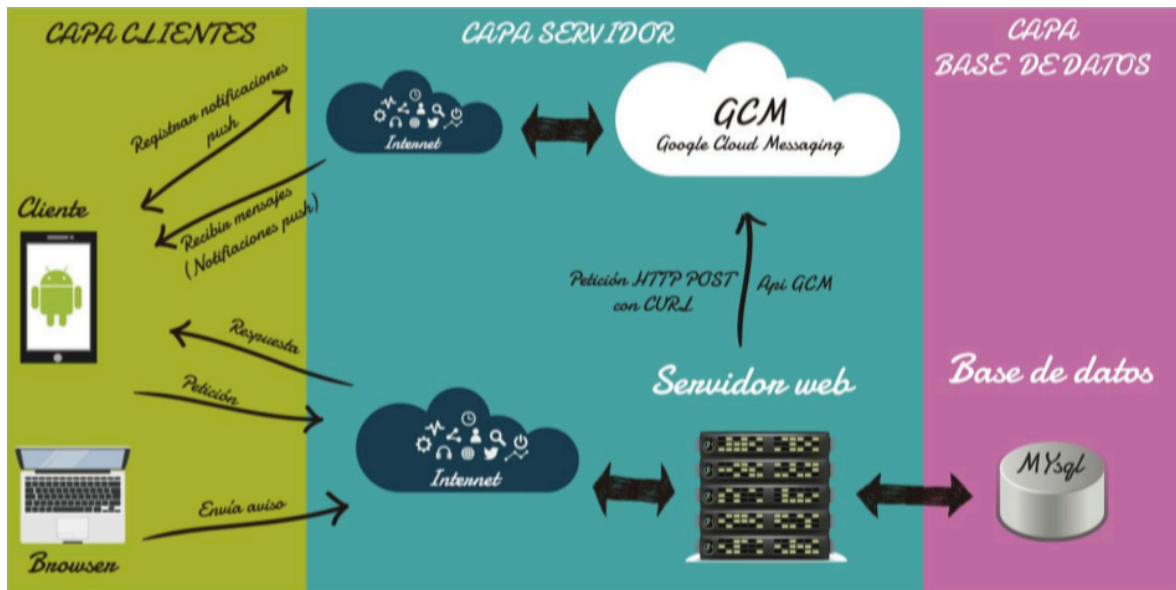 CAPA CLIENTES
CAPA SERVIDOR
CAPA
BASE DE DATOS
Registrar notificaciones
push
Internet
GCM
Google Cloud Messaging
Cliente
Recibir mensajes
(Notifiaciones push)
Petición HTTP POST
con CURL
Api GCM
Respuesta
Petición
Servidor web
Base de datos
Internet
MYsql
Envía aviso
Browser